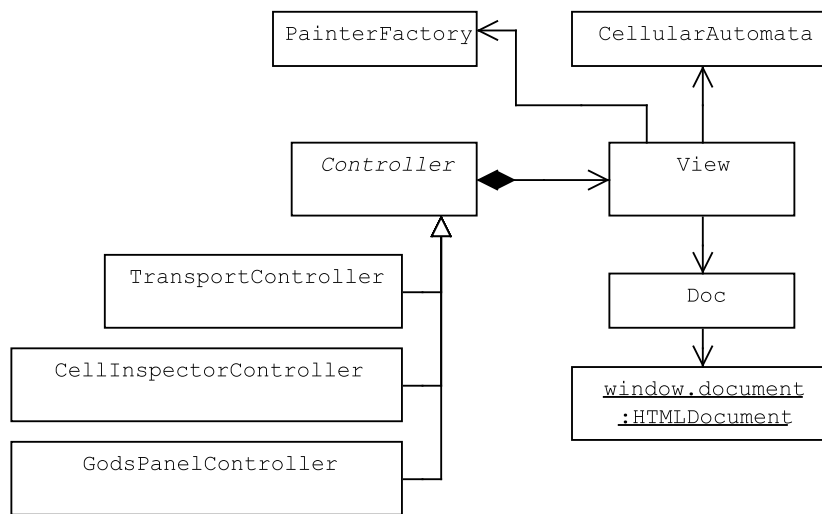 PainterFactory
CellularAutomata
Controller
View
TransportController
Doc
CellInspectorController
window.document
:HTMLDocument
GodsPanelController